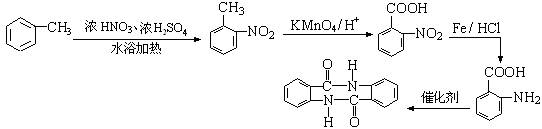 CH₃
浓HNO₃、浓H₂SO₄
水浴加热
CH₃
NO₂
KMnO₄/H⁺
COOH
NO₂
Fe / HCl
COOH
NH₂
催化剂
O
H
C
N
N
C
H
O